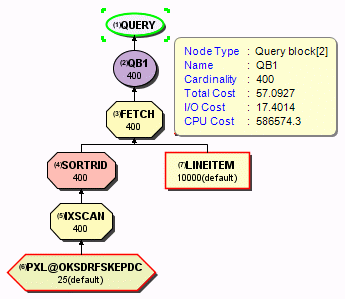 (1)QUERY
(2)QB1
400
(3)FETCH
400
(4)SORTRID
400
(7)LINEITEM
10000(default)
(5)IXSCAN
400
(6)PXL@OKSDRFSKEPDC
25(default)
Node Type : Query block[2]
Name : QB1
Cardinality : 400
Total Cost : 57.0927
I/O Cost : 17.4014
CPU Cost : 586574.3